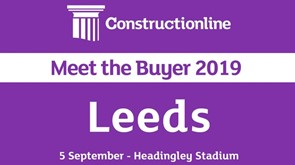 Constructionline
Meet the Buyer 2019
Leeds
5 September - Headingley Stadium